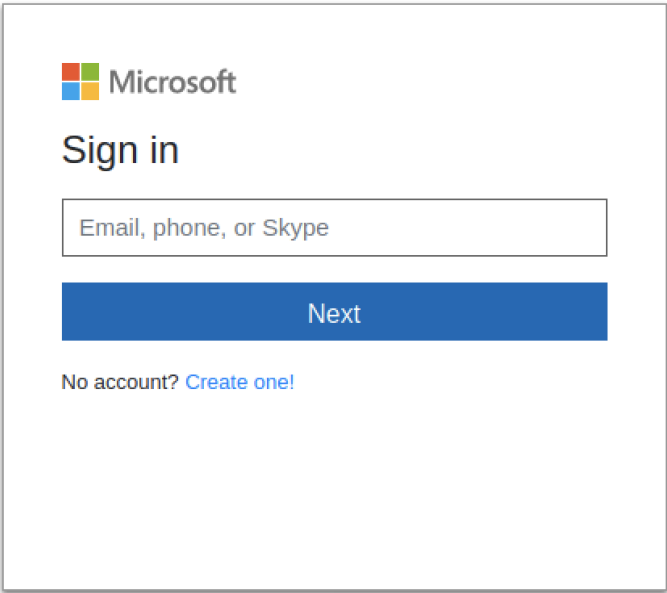 Microsoft
Sign in
Email, phone, or Skype
Next
No account? Create one!